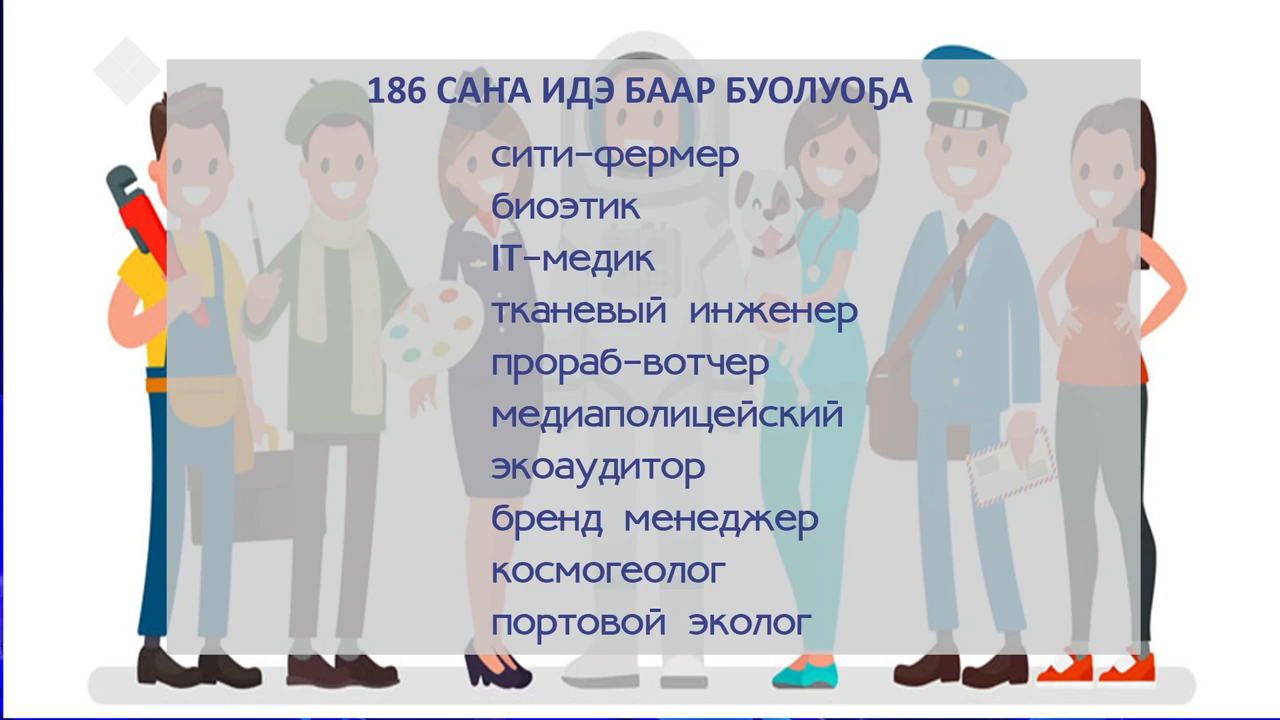 186 САҤА ИДЭ БААР БУОЛУОҔА
сити-фермер
биоэтик
IT-медик
тканевый инженер
прораб-вотчер
медиаполицейский
экоаудитор
бренд менеджер
космогеолог
портовой эколог